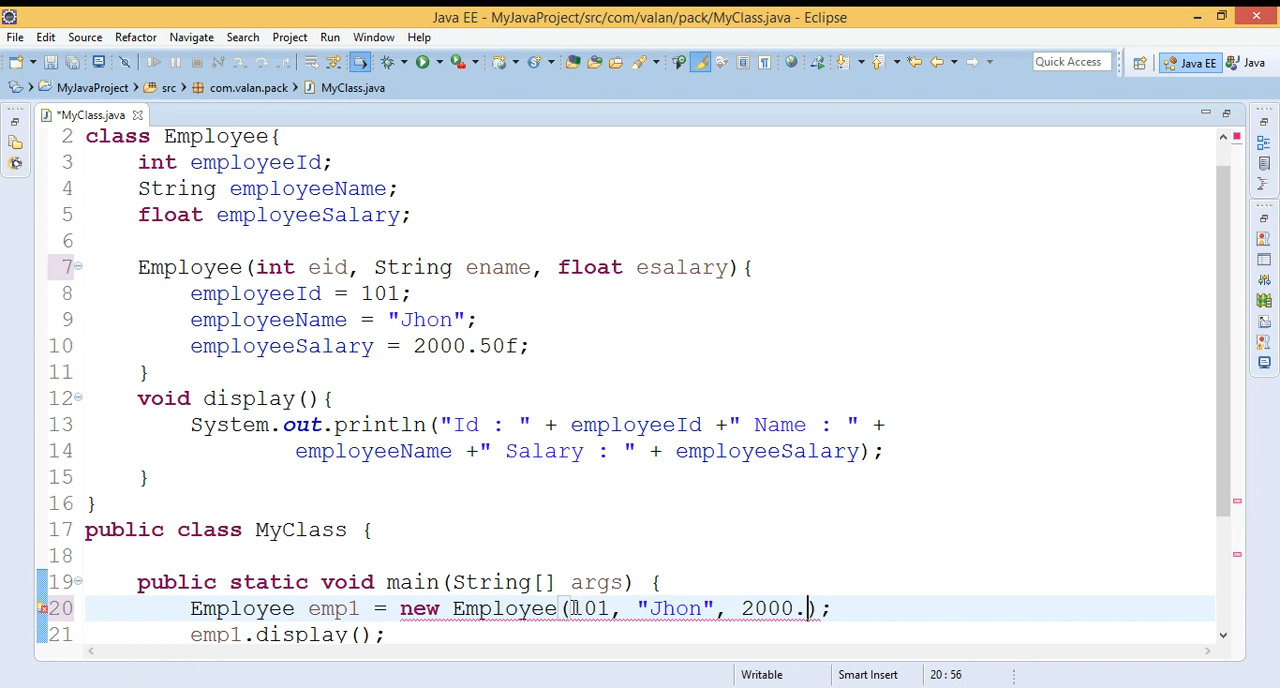 Java EE - MyJavaProject/src/com/valan/pack/MyClass.java - Eclipse
File Edit Source Refactor Navigate Search Project Run Window Help
Quick Access Java EE Java
MyJavaProject src com.valan.pack MyClass.java
*MyClass.java
2 class Employee{
3 int employeeId;
4 String employeeName;
5 float employeeSalary;
6
7 Employee(int eid, String ename, float esalary){
8 employeeId = 101;
9 employeeName = "Jhon";
10 employeeSalary = 2000.50f;
11 }
12 void display(){
13 System.out.println("Id : " + employeeId +" Name : " +
14 employeeName +" Salary : " + employeeSalary);
15 }
16 }
17 public class MyClass {
18
19 public static void main(String[] args) {
20 Employee emp1 = new Employee(101, "Jhon", 2000.);
21 emp1.display();
Writable Smart Insert 20 : 56